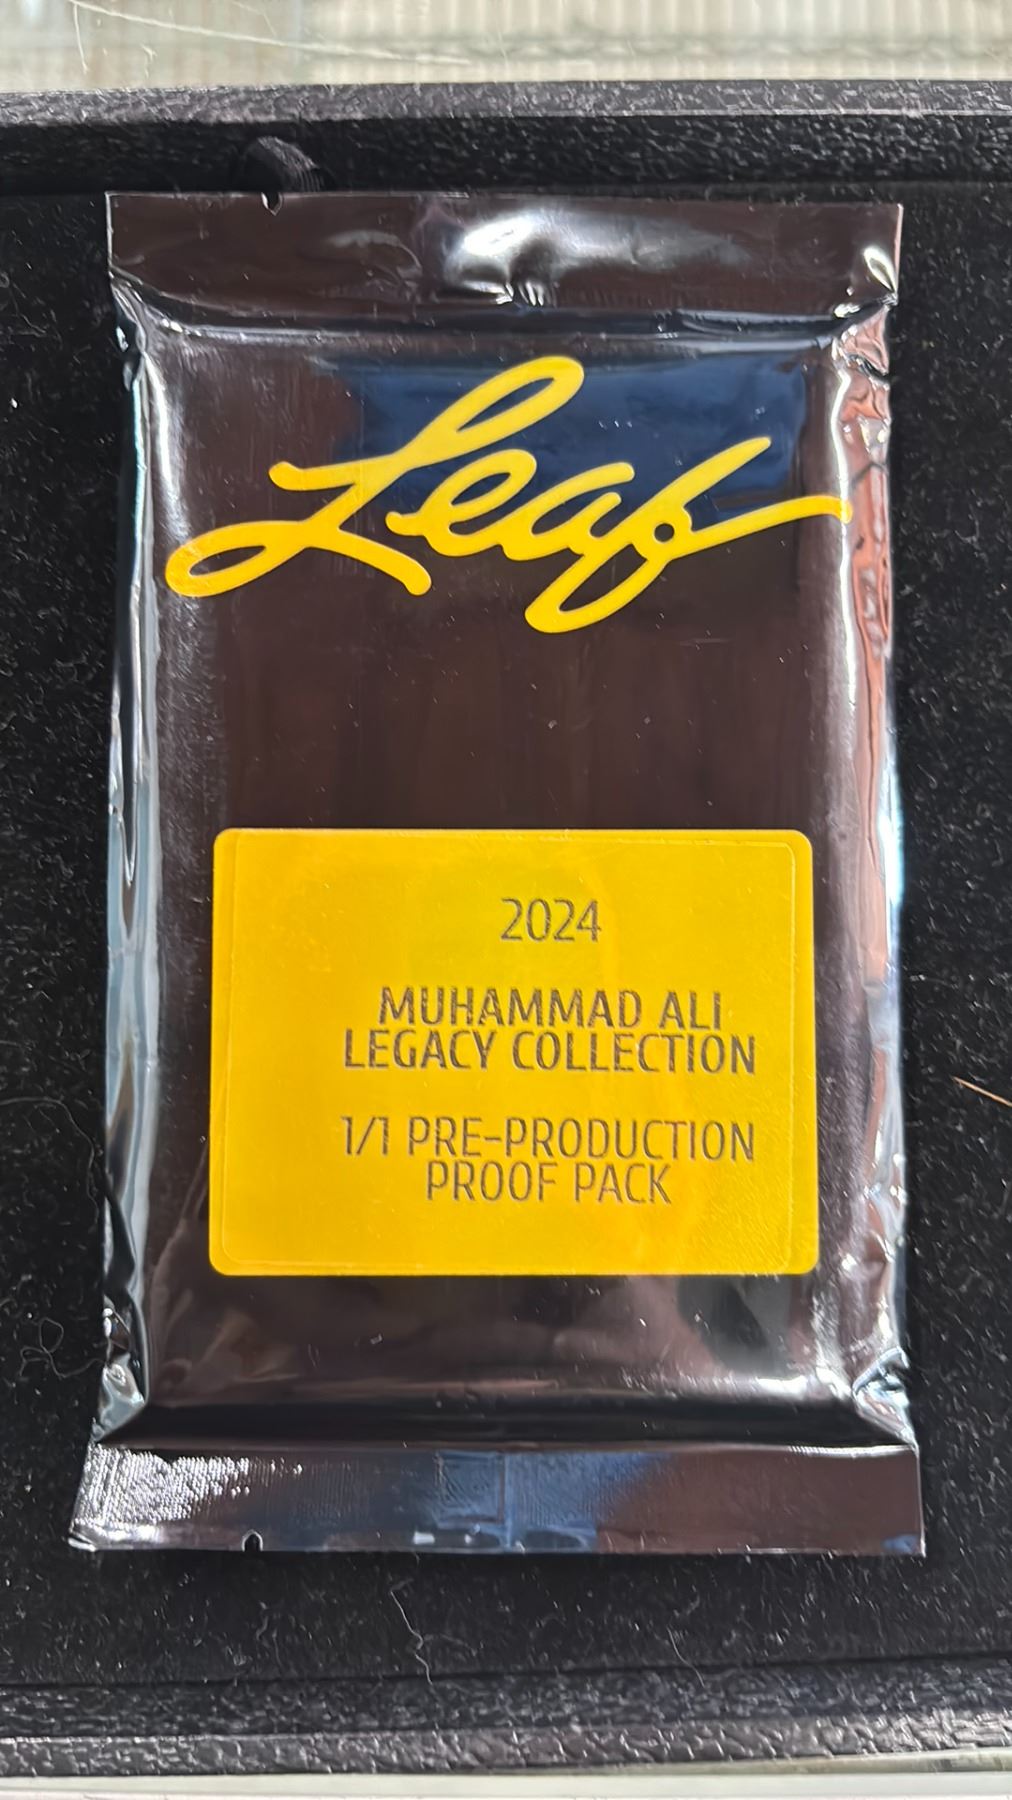 Leaf
2024
MUHAMMAD ALI
LEGACY COLLECTION
1/1 PRE-PRODUCTION
PROOF PACK